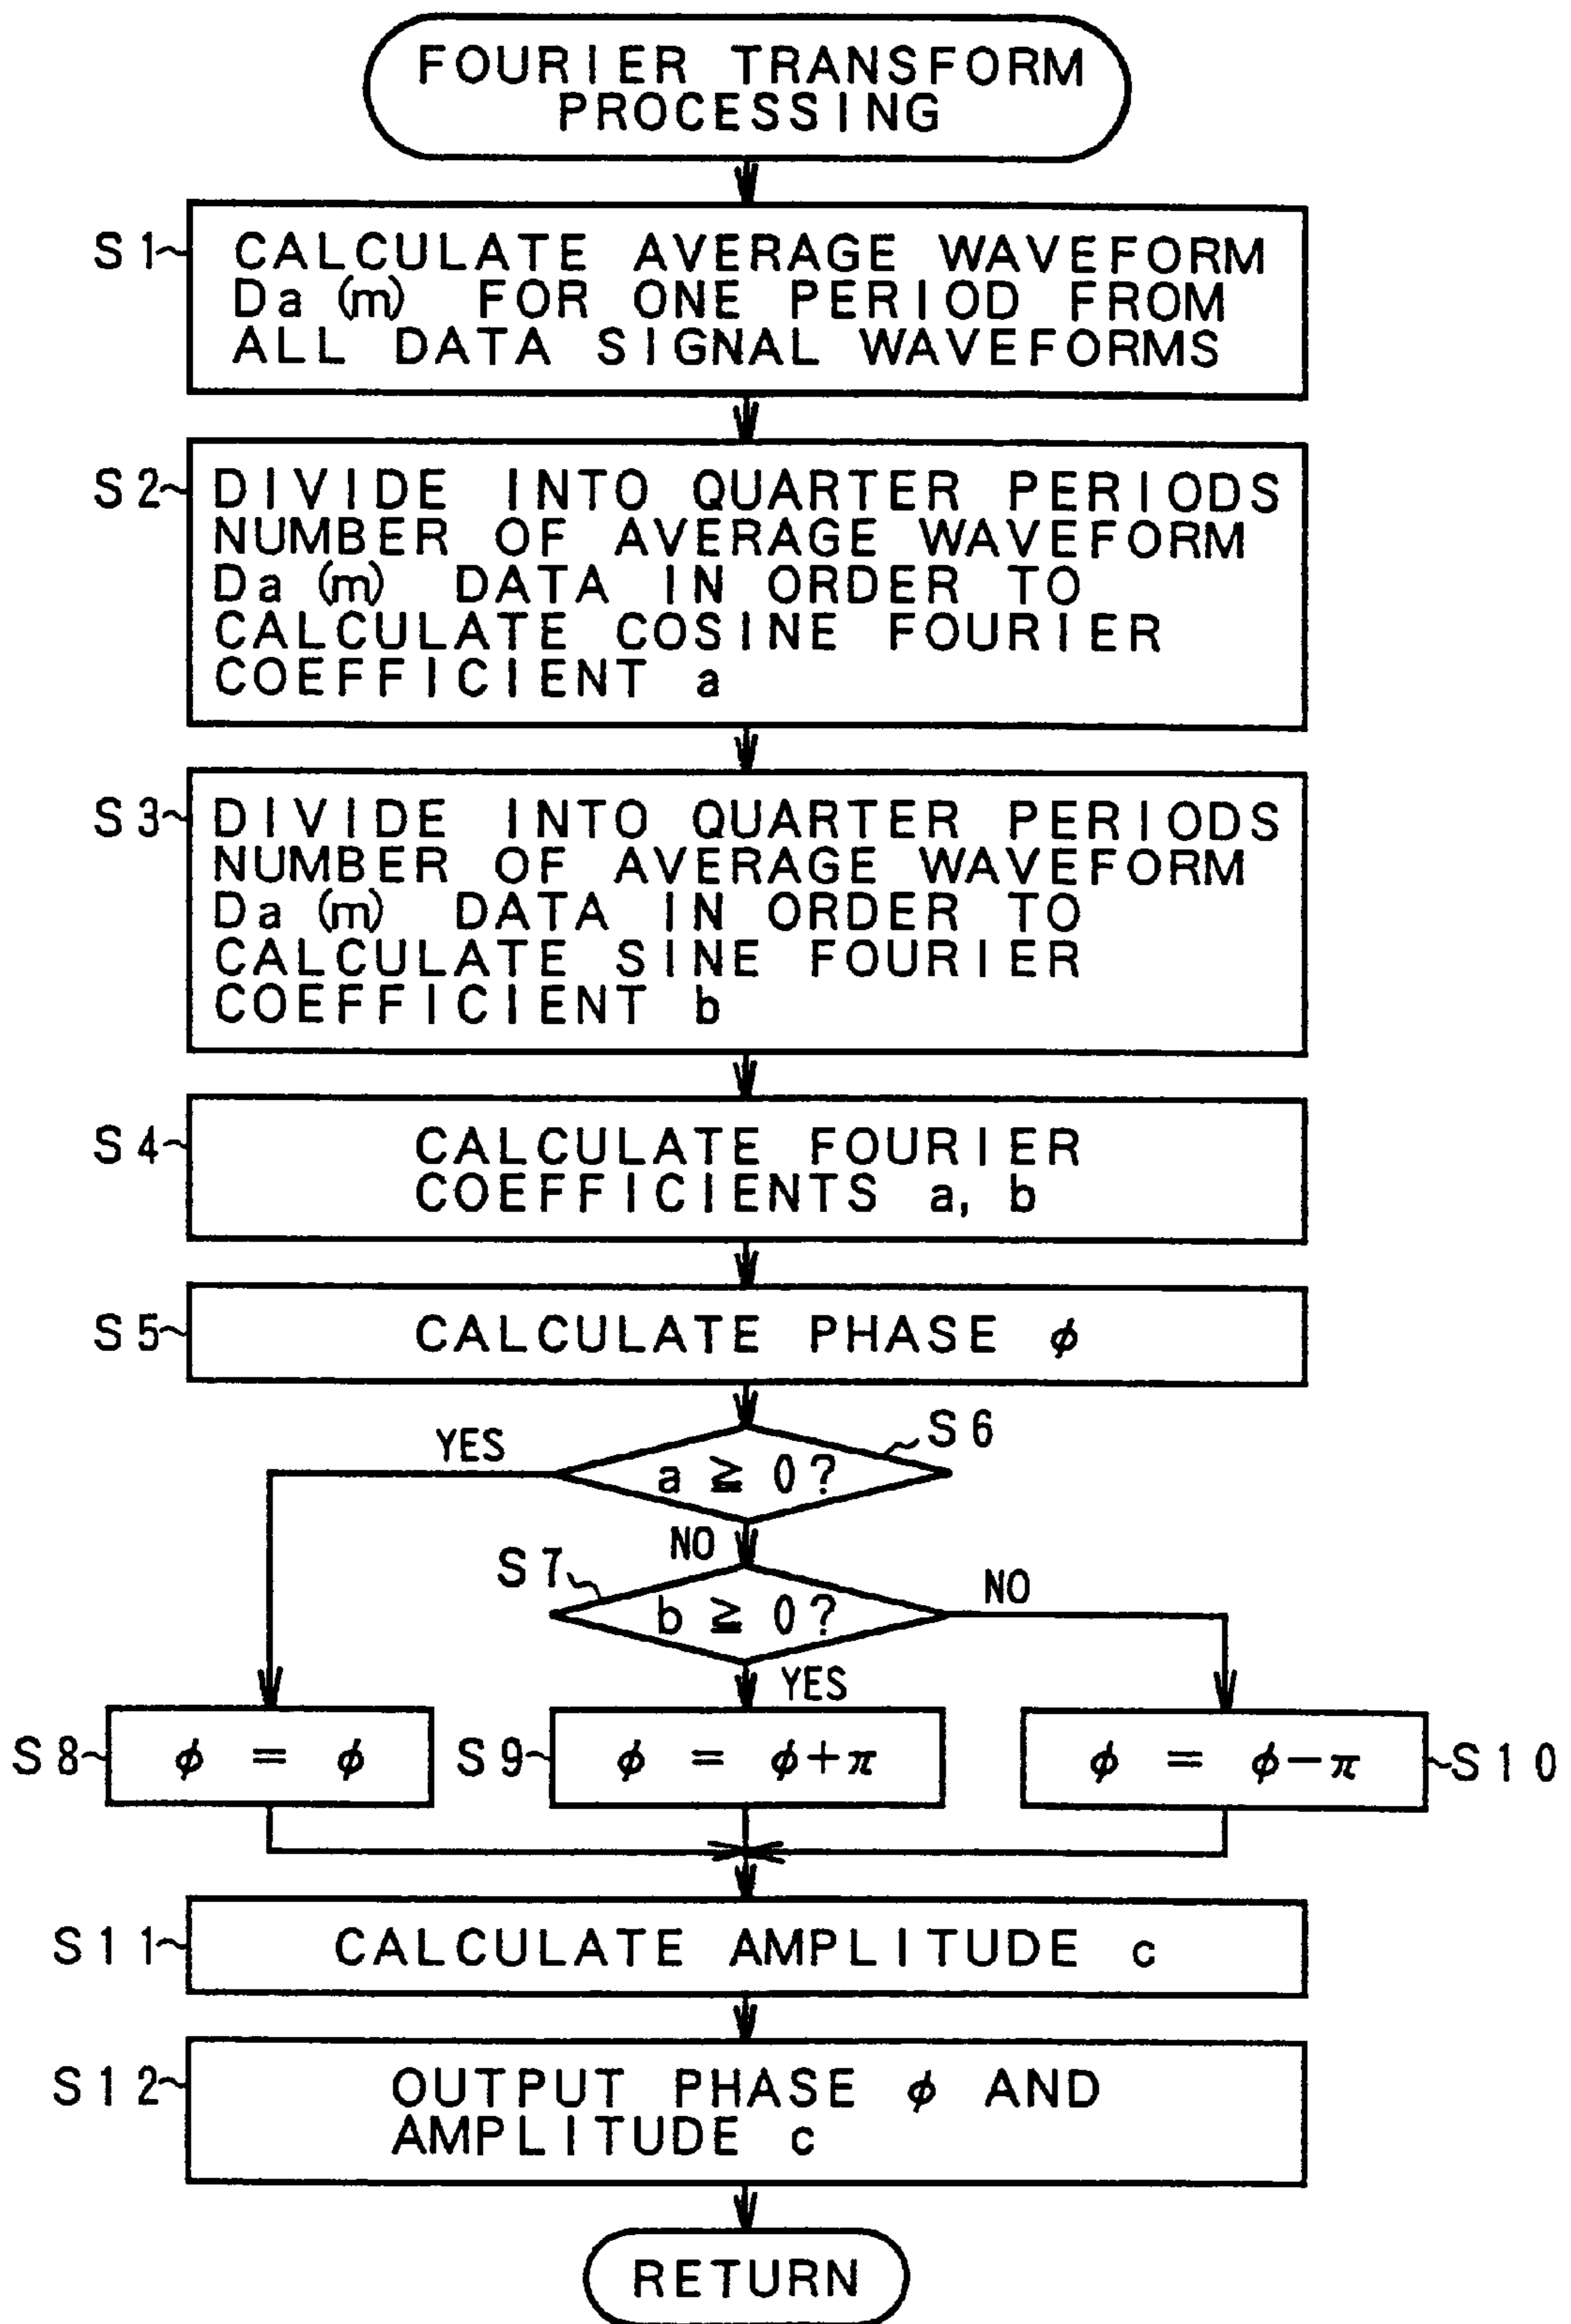 FOURIER TRANSFORM
PROCESSING
S1
CALCULATE AVERAGE WAVEFORM
Da (m) FOR ONE PERIOD FROM
ALL DATA SIGNAL WAVEFORMS
S2
DIVIDE INTO QUARTER PERIODS
NUMBER OF AVERAGE WAVEFORM
Da (m) DATA IN ORDER TO
CALCULATE COSINE FOURIER
COEFFICIENT a
S3
DIVIDE INTO QUARTER PERIODS
NUMBER OF AVERAGE WAVEFORM
Da (m) DATA IN ORDER TO
CALCULATE SINE FOURIER
COEFFICIENT b
S4
CALCULATE FOURIER
COEFFICIENTS a, b
S5
CALCULATE PHASE ϕ
S6
YES
a ≧ 0?
NO
S7
b ≧ 0?
NO
YES
S8
ϕ = ϕ
S9
ϕ = ϕ+π
ϕ = ϕ−π
S10
S11
CALCULATE AMPLITUDE c
S12
OUTPUT PHASE ϕ AND
AMPLITUDE c
RETURN